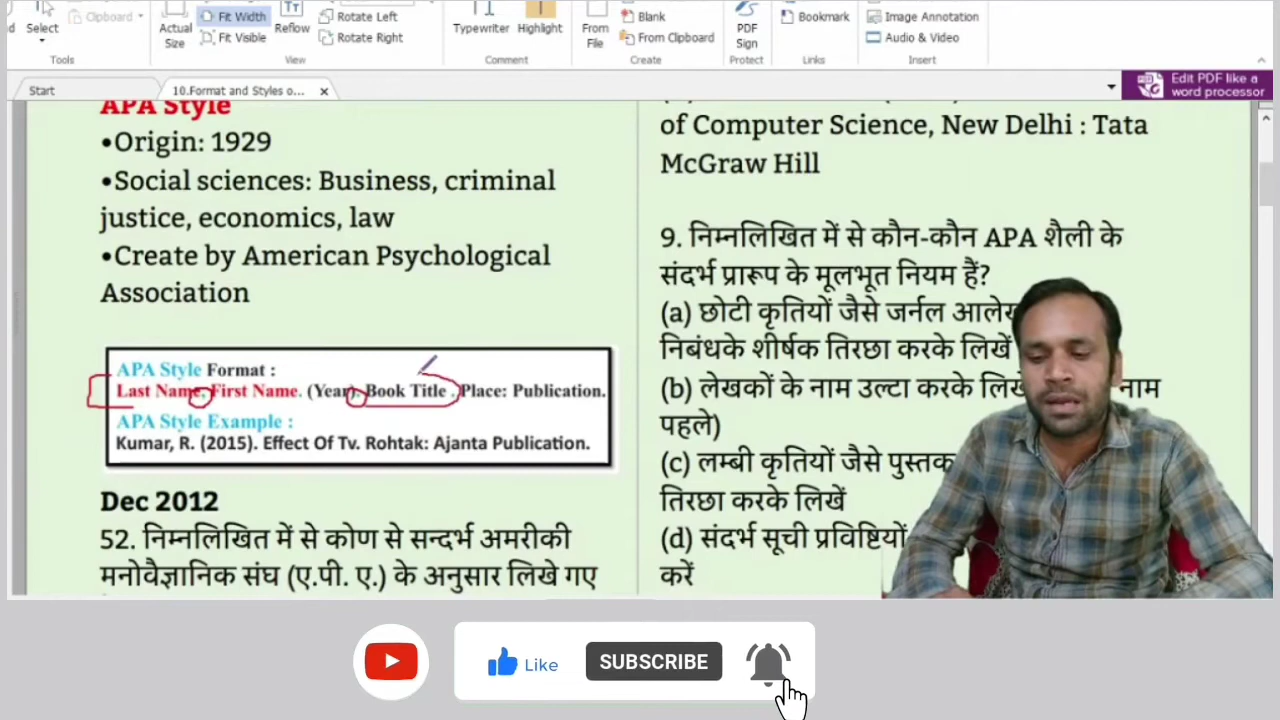 Select
Clipboard
Tools
Actual
Size
Fit Width
Fit Visible
Reflow
Rotate Left
Rotate Right
View
Typewriter
Highlight
Comment
From
File
Blank
From Clipboard
Create
PDF
Sign
Protect
Bookmark
Links
Image Annotation
Audio & Video
Insert
Start
10.Format and Styles o...
Edit PDF like a
word processor
APA Style
•Origin: 1929
•Social sciences: Business, criminal
justice, economics, law
•Create by American Psychological
Association
APA Style Format :
Last Name, First Name. (Year). Book Title . Place: Publication.
APA Style Example :
Kumar, R. (2015). Effect Of Tv. Rohtak: Ajanta Publication.
Dec 2012
52. निम्नलिखित में से कोण से सन्दर्भ अमरीकी
मनोवैज्ञानिक संघ (ए.पी. ए.) के अनुसार लिखे गए
of Computer Science, New Delhi : Tata
McGraw Hill
9. निम्नलिखित में से कौन-कौन APA शैली के
संदर्भ प्रारूप के मूलभूत नियम हैं?
(a) छोटी कृतियों जैसे जर्नल
निबंधके शीर्षक तिरछा करके लिखें
(b) लेखकों के नाम उल्टा करके नाम
पहले)
(c) लम्बी कृतियों जैसे पुस्तक
तिरछा करके लिखें
(d) संदर्भ सूची प्रविष्टियों
करें
Like
SUBSCRIBE